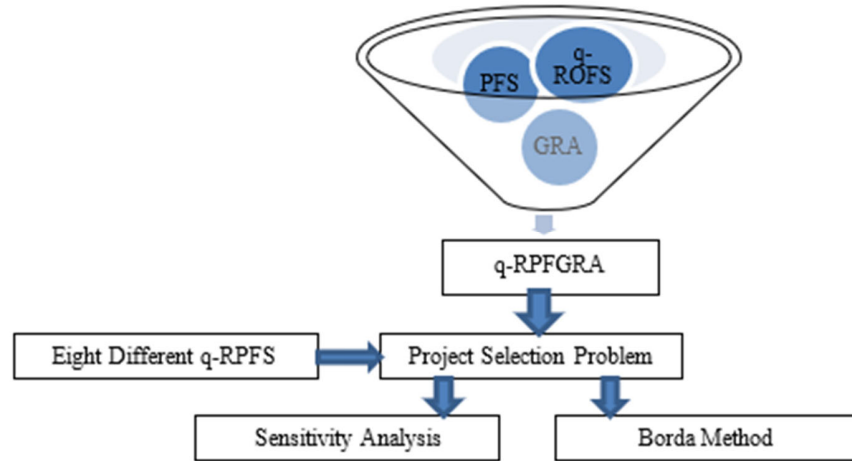 q-
ROFS
PFS
GRA
q-RPFGRA
Eight Different q-RPFS
Project Selection Problem
Sensitivity Analysis
Borda Method